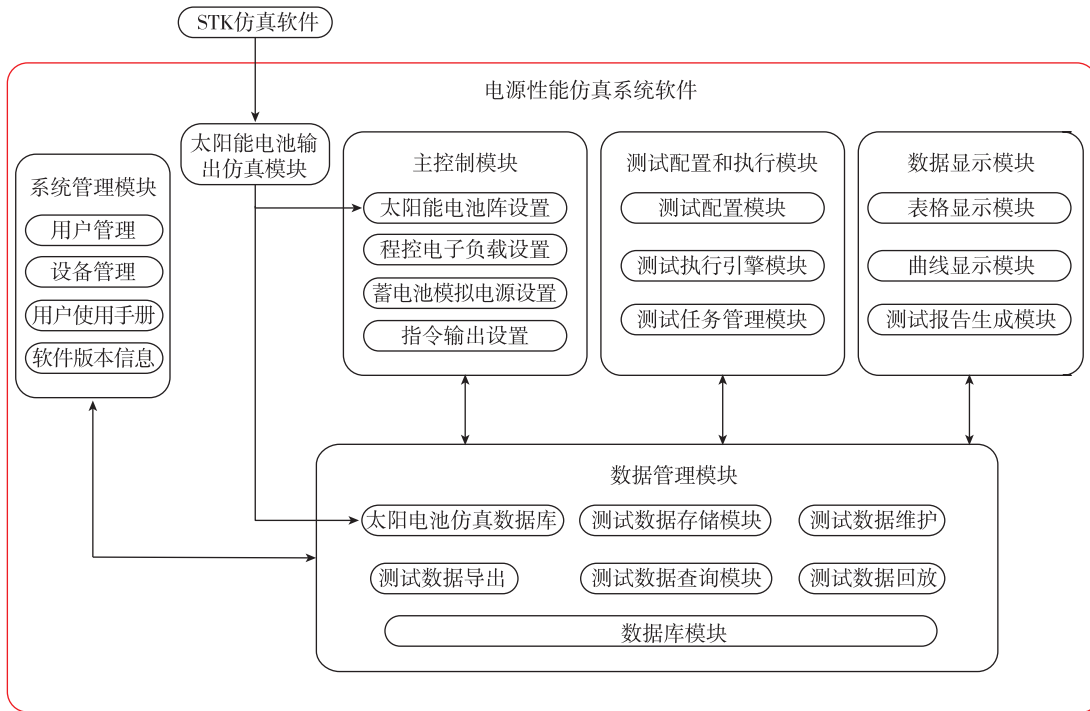 STK仿真软件
电源性能仿真系统软件
太阳能电池输
出仿真模块
系统管理模块
用户管理
设备管理
用户使用手册
软件版本信息
主控制模块
太阳能电池阵设置
程控电子负载设置
蓄电池模拟电源设置
指令输出设置
测试配置和执行模块
测试配置模块
测试执行引擎模块
测试任务管理模块
数据显示模块
表格显示模块
曲线显示模块
测试报告生成模块
数据管理模块
太阳电池仿真数据库
测试数据存储模块
测试数据维护
测试数据导出
测试数据查询模块
测试数据回放
数据库模块